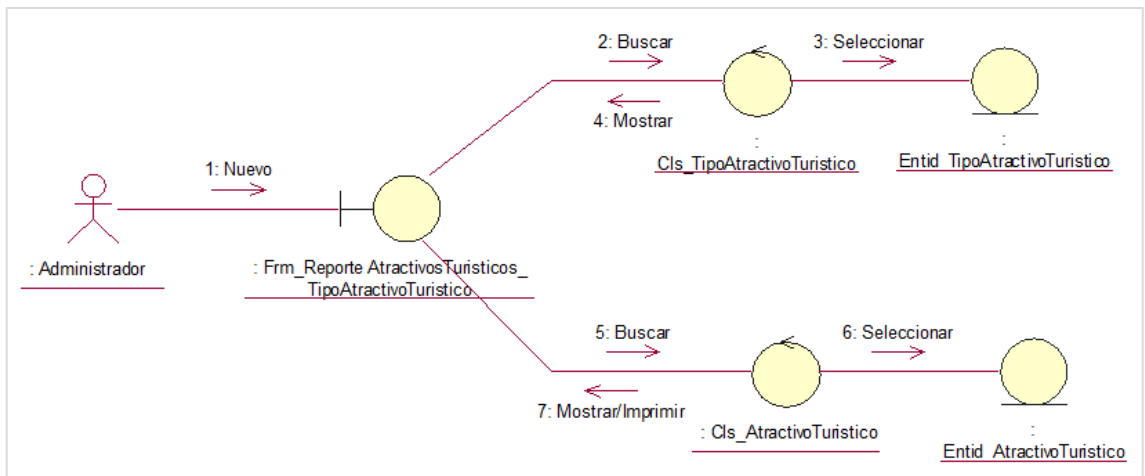 2: Buscar
3: Seleccionar
4: Mostrar
:
Cls_TipoAtractivoTuristico
:
Entid_TipoAtractivoTuristico
1: Nuevo
: Administrador
: Frm_Reporte AtractivosTuristicos_
TipoAtractivoTuristico
5: Buscar
6: Seleccionar
7: Mostrar/Imprimir
: Cls_AtractivoTuristico
:
Entid_AtractivoTuristico